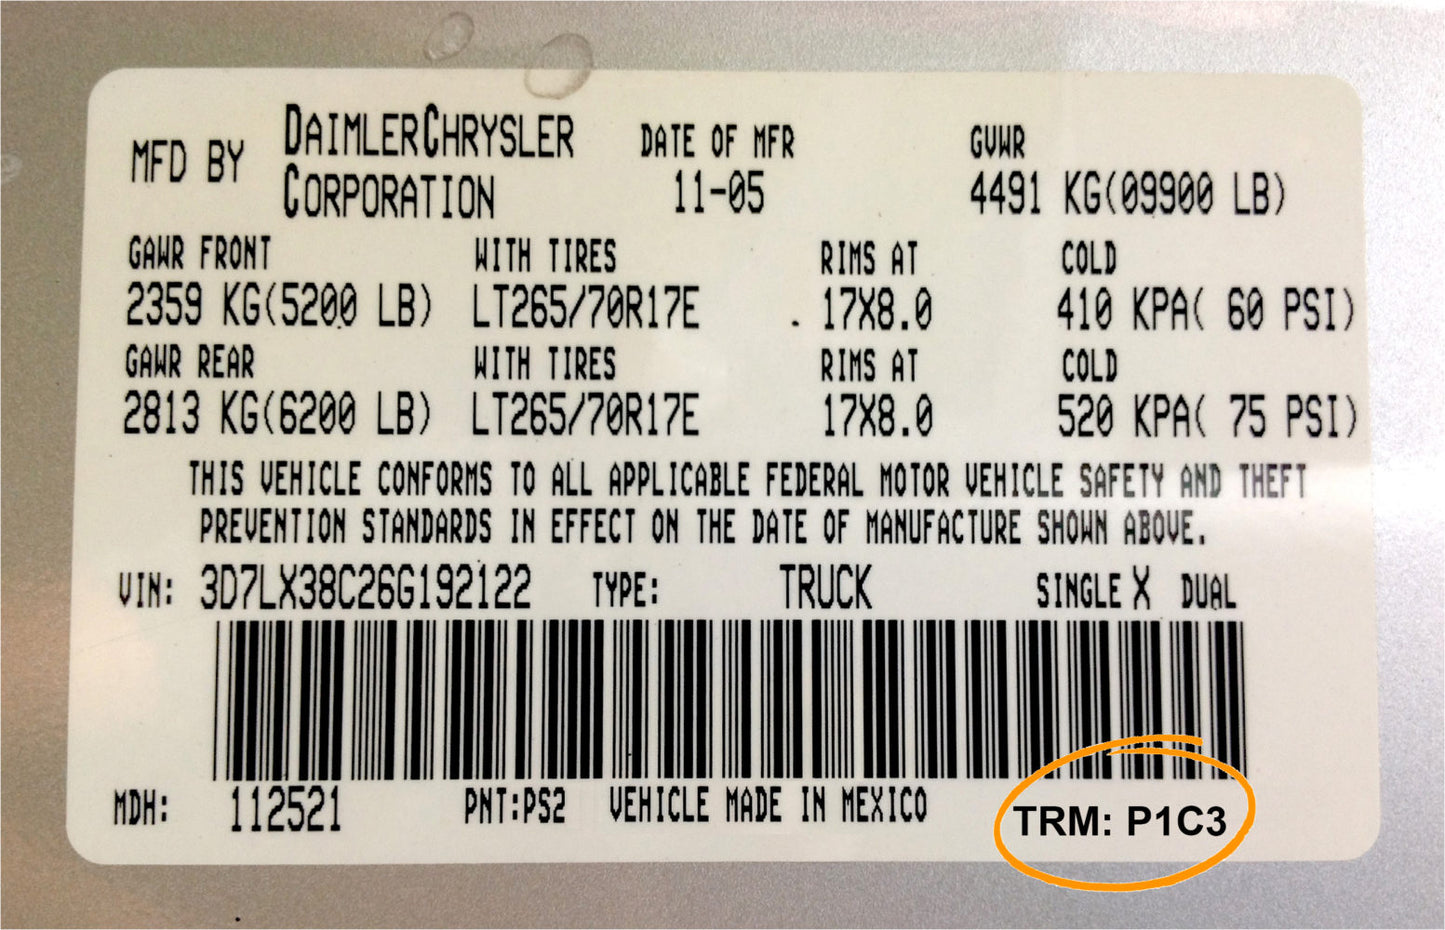 MFD BY DAIMLERCHRYSLER CORPORATION DATE OF MFR 11-05 GVWR 4491 KG(09900 LB)
GAWR FRONT WITH TIRES RIMS AT COLD
2359 KG(5200 LB) LT265/70R17E 17X8.0 410 KPA( 60 PSI)
GAWR REAR WITH TIRES RIMS AT COLD
2813 KG(6200 LB) LT265/70R17E 17X8.0 520 KPA( 75 PSI)
THIS VEHICLE CONFORMS TO ALL APPLICABLE FEDERAL MOTOR VEHICLE SAFETY AND THEFT
PREVENTION STANDARDS IN EFFECT ON THE DATE OF MANUFACTURE SHOWN ABOVE.
VIN: 3D7LX38C26G192122 TYPE: TRUCK SINGLE X DUAL
MDH: 112521 PNT:PS2 VEHICLE MADE IN MEXICO TRM: P1C3